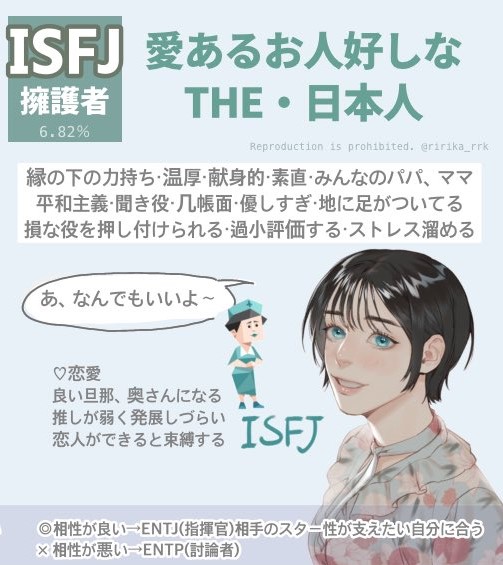 ISFJ
擁護者
6.82%
愛あるお人好しな
THE・日本人
Reproduction is prohibited. @ririka_rrk
縁の下の力持ち·温厚·献身的·素直·みんなのパパ、ママ
平和主義·聞き役·几帳面·優しすぎ·地に足がついてる
損な役を押し付けられる·過小評価する·ストレス溜める
あ、なんでもいいよ～
♡恋愛
良い旦那、奥さんになる
推しが弱く発展しづらい
恋人ができると束縛する
ISFJ
◎相性が良い→ENTJ(指揮官)相手のスター性が支えたい自分に合う
×相性が悪い→ENTP(討論者)